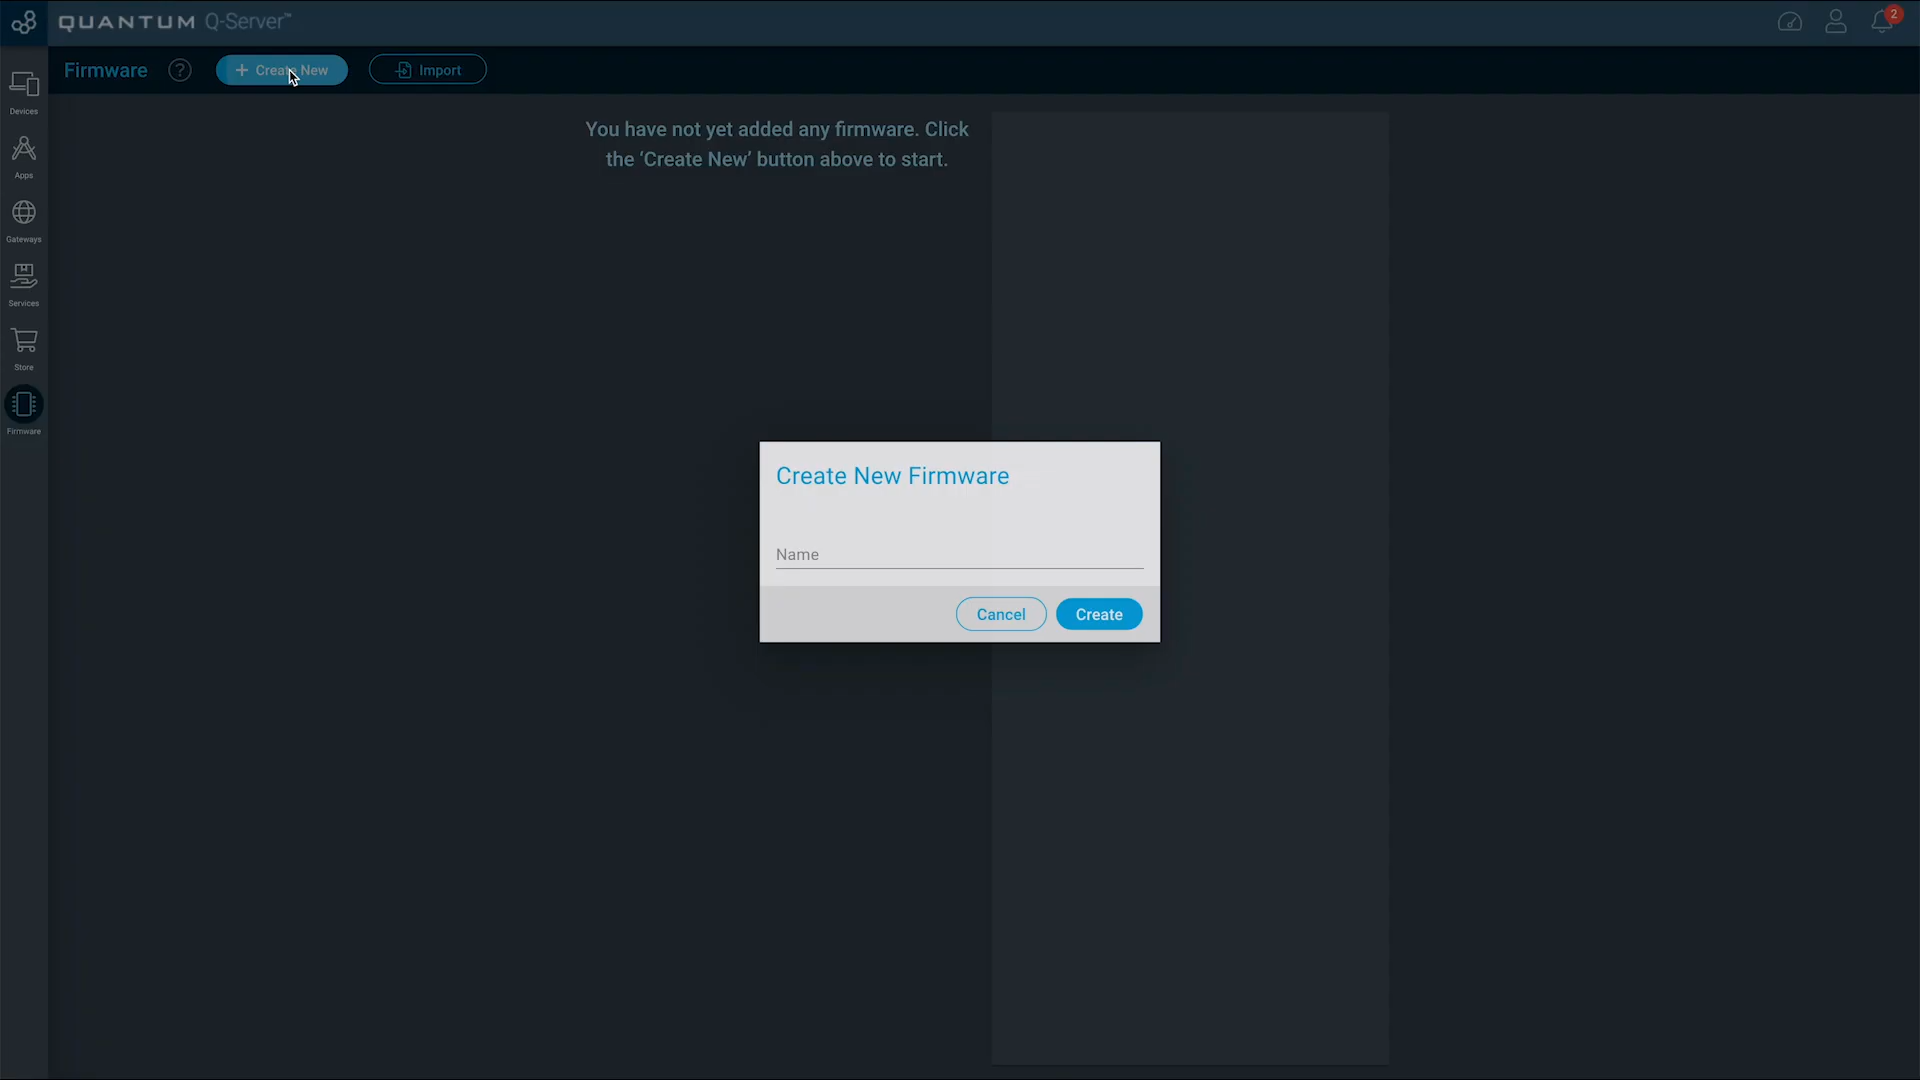 QUANTUM Q-Server™
2
Firmware ? + Create New Import
Devices
Apps
Gateways
Services
Store
Firmware
You have not yet added any firmware. Click
the ‘Create New’ button above to start.
Create New Firmware
Name
Cancel Create